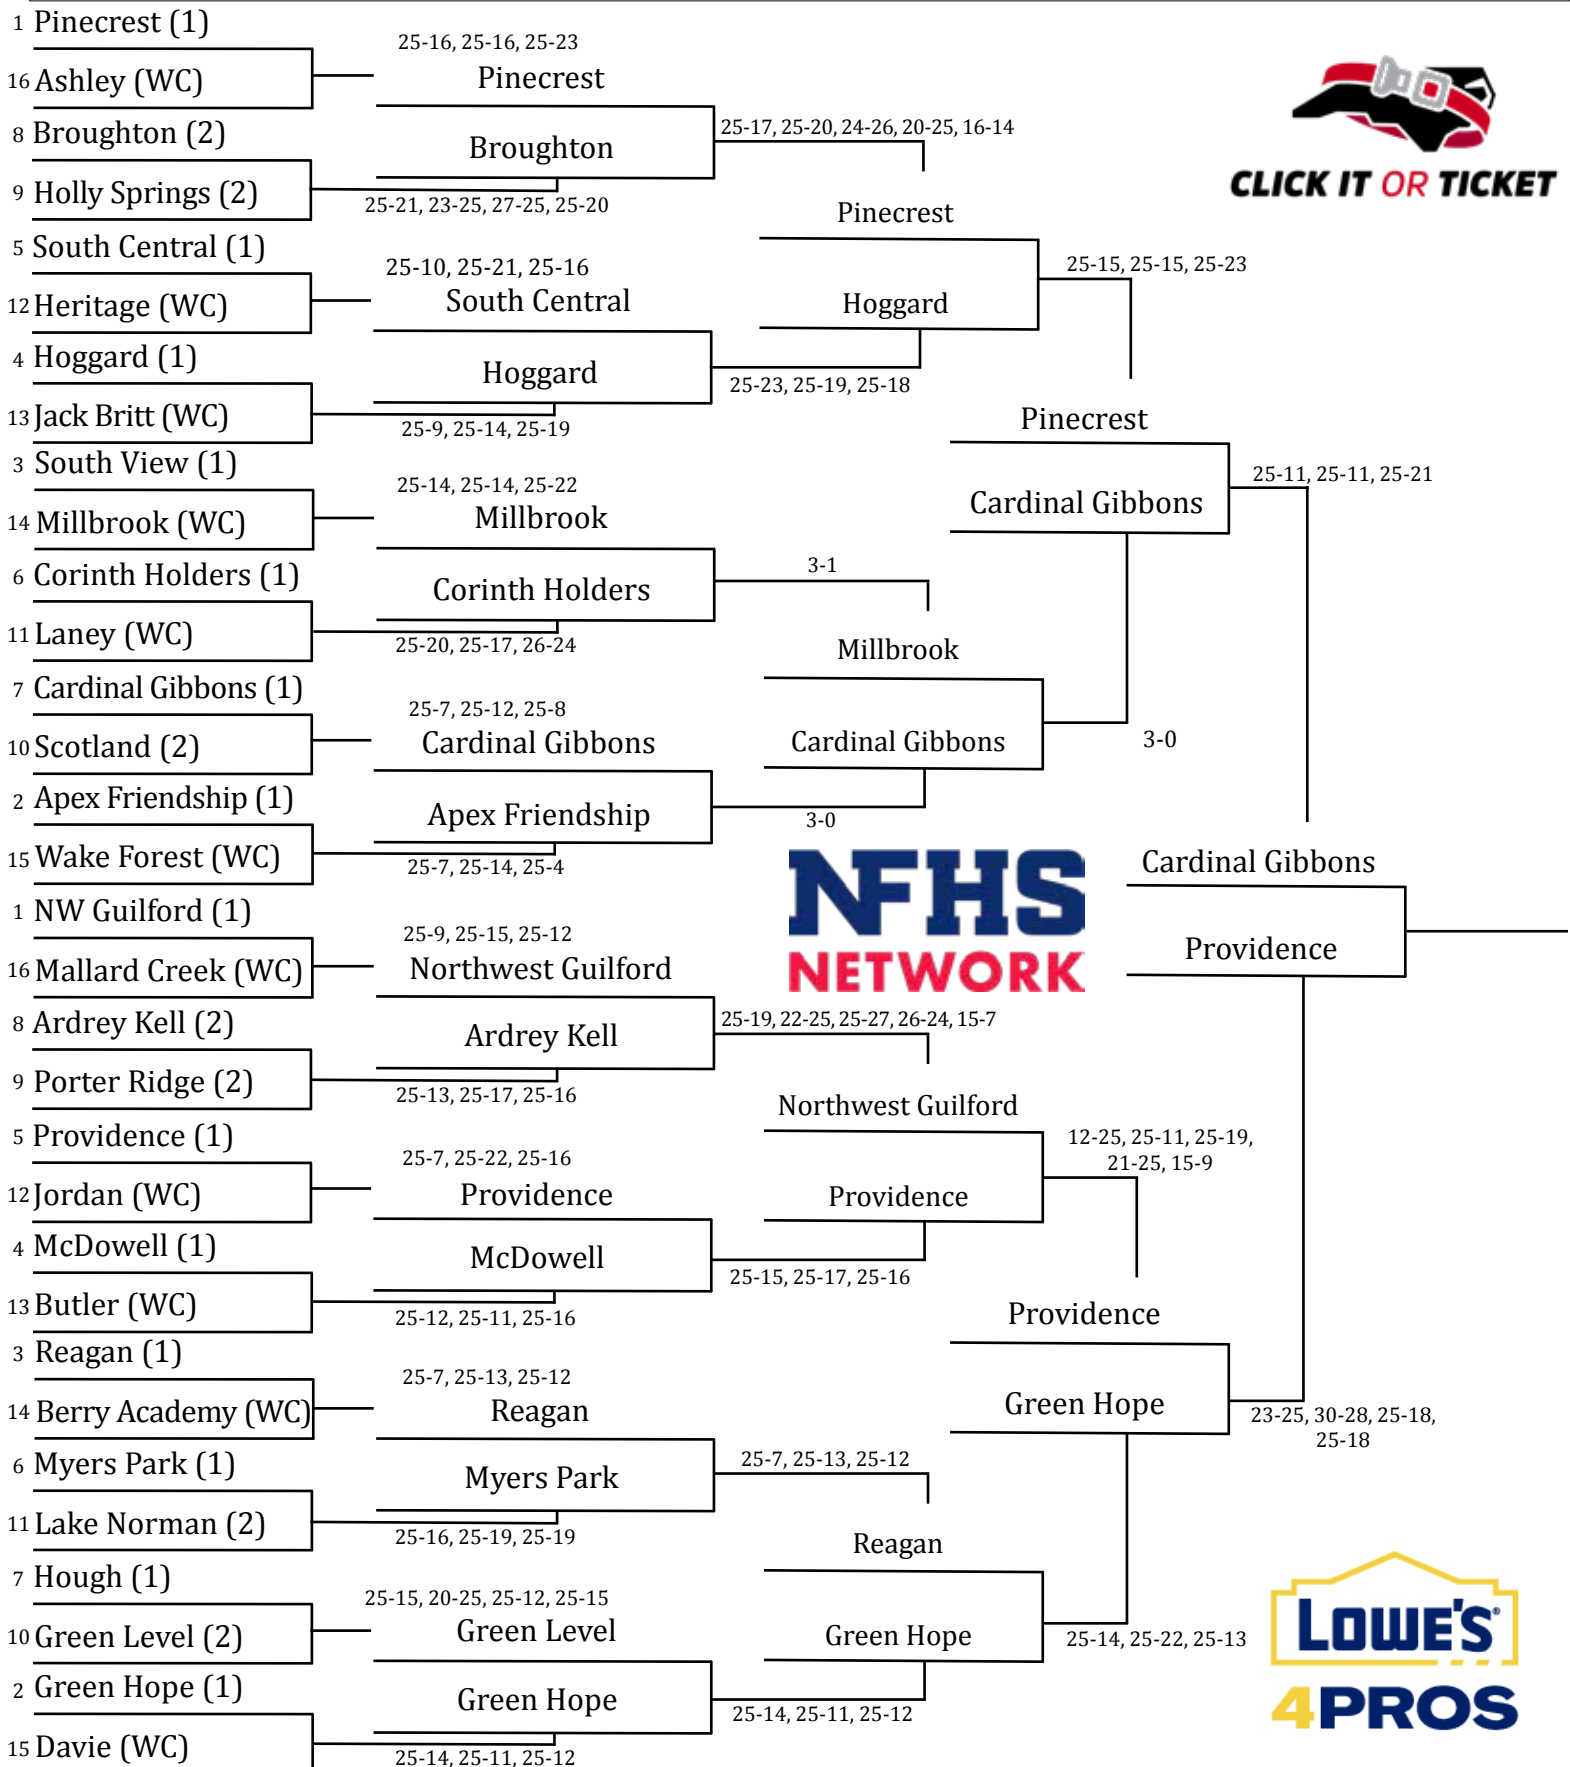 1 Pinecrest (1)
25-16, 25-16, 25-23
16 Ashley (WC)
Pinecrest
8 Broughton (2)
Broughton
25-17, 25-20, 24-26, 20-25, 16-14
9 Holly Springs (2)
25-21, 23-25, 27-25, 25-20
CLICK IT OR TICKET
Pinecrest
5 South Central (1)
25-10, 25-21, 25-16
25-15, 25-15, 25-23
12 Heritage (WC)
South Central
Hoggard
4 Hoggard (1)
Hoggard
25-23, 25-19, 25-18
13 Jack Britt (WC)
25-9, 25-14, 25-19
Pinecrest
3 South View (1)
25-14, 25-14, 25-22
25-11, 25-11, 25-21
14 Millbrook (WC)
Millbrook
Cardinal Gibbons
6 Corinth Holders (1)
Corinth Holders
3-1
11 Laney (WC)
25-20, 25-17, 26-24
Millbrook
7 Cardinal Gibbons (1)
25-7, 25-12, 25-8
10 Scotland (2)
Cardinal Gibbons
Cardinal Gibbons
3-0
2 Apex Friendship (1)
Apex Friendship
3-0
15 Wake Forest (WC)
25-7, 25-14, 25-4
NFHS
NETWORK
Cardinal Gibbons
1 NW Guilford (1)
25-9, 25-15, 25-12
Providence
16 Mallard Creek (WC)
Northwest Guilford
8 Ardrey Kell (2)
Ardrey Kell
25-19, 22-25, 25-27, 26-24, 15-7
9 Porter Ridge (2)
25-13, 25-17, 25-16
Northwest Guilford
5 Providence (1)
25-7, 25-22, 25-16
12-25, 25-11, 25-19,
21-25, 15-9
12 Jordan (WC)
Providence
Providence
4 McDowell (1)
McDowell
25-15, 25-17, 25-16
13 Butler (WC)
25-12, 25-11, 25-16
Providence
3 Reagan (1)
25-7, 25-13, 25-12
14 Berry Academy (WC)
Reagan
Green Hope
23-25, 30-28, 25-18,
25-18
6 Myers Park (1)
Myers Park
25-7, 25-13, 25-12
11 Lake Norman (2)
25-16, 25-19, 25-19
Reagan
7 Hough (1)
25-15, 20-25, 25-12, 25-15
10 Green Level (2)
Green Level
Green Hope
25-14, 25-22, 25-13
2 Green Hope (1)
Green Hope
25-14, 25-11, 25-12
15 Davie (WC)
25-14, 25-11, 25-12
LOWE'S®
4PROS